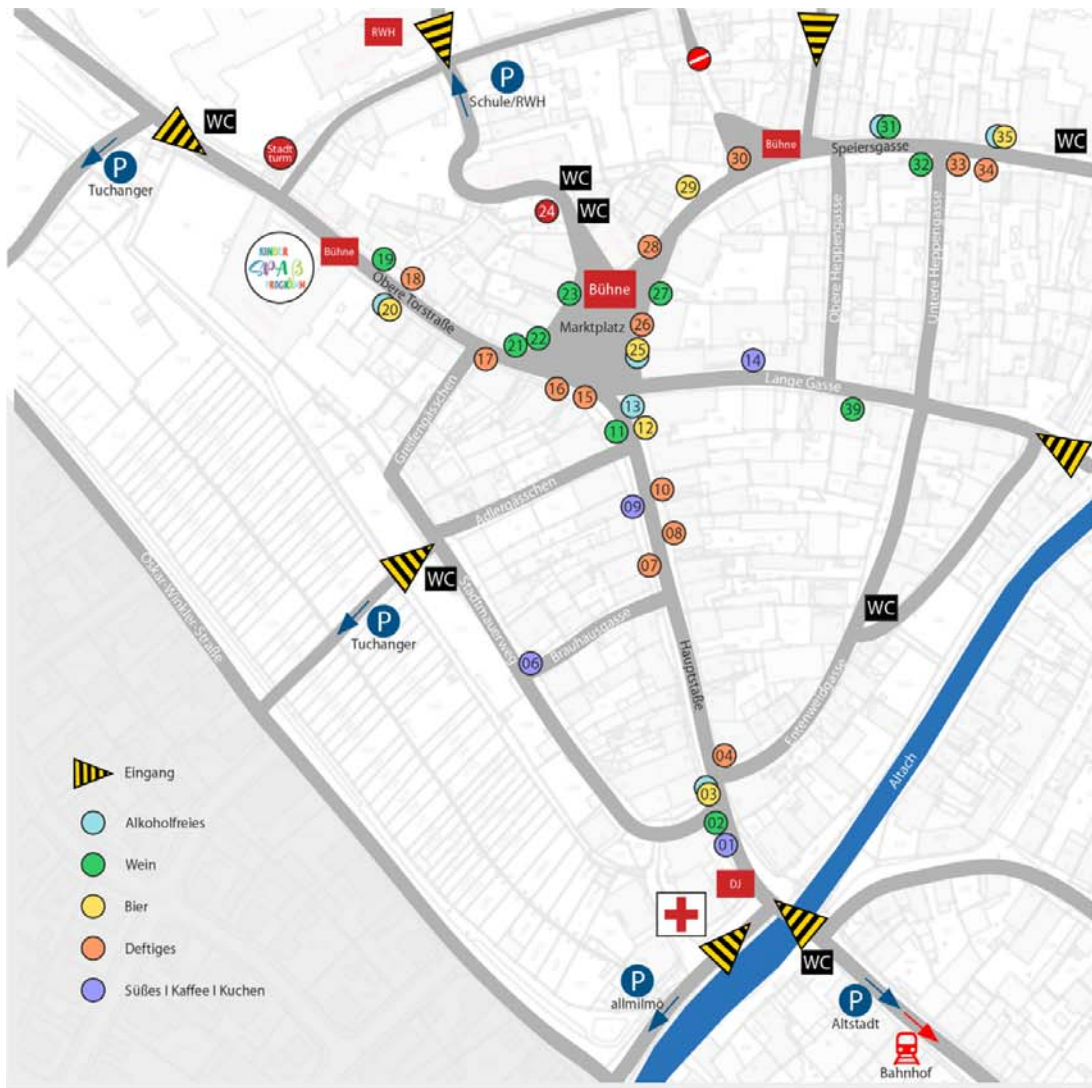 RWH
P
Schule/RWH
WC
Stadt
turm
P
Tuchanger
Bühne
Speiersgasse
31
35
WC
30
32
33
34
29
WC
WC
24
28
KINDER
SPAß
PROGRAMM
Bühne
19
18
20
Obere Torstraße
23
Bühne
27
Marktplatz
26
25
21
22
17
16
15
14
Lange Gasse
39
Obere Heppengasse
Untere Heppengasse
13
11
12
Greifengässchen
Adlergässchen
10
09
08
07
WC
P
Tuchanger
Oskar-Winkler-Straße
Stadtmauerweg
Brauhausgasse
06
Hauptstaße
WC
Entenweidgasse
Altach
04
03
02
01
DJ
WC
P
allmilmö
P
Altstadt
Bahnhof
Eingang
Alkoholfreies
Wein
Bier
Deftiges
Süßes I Kaffee I Kuchen